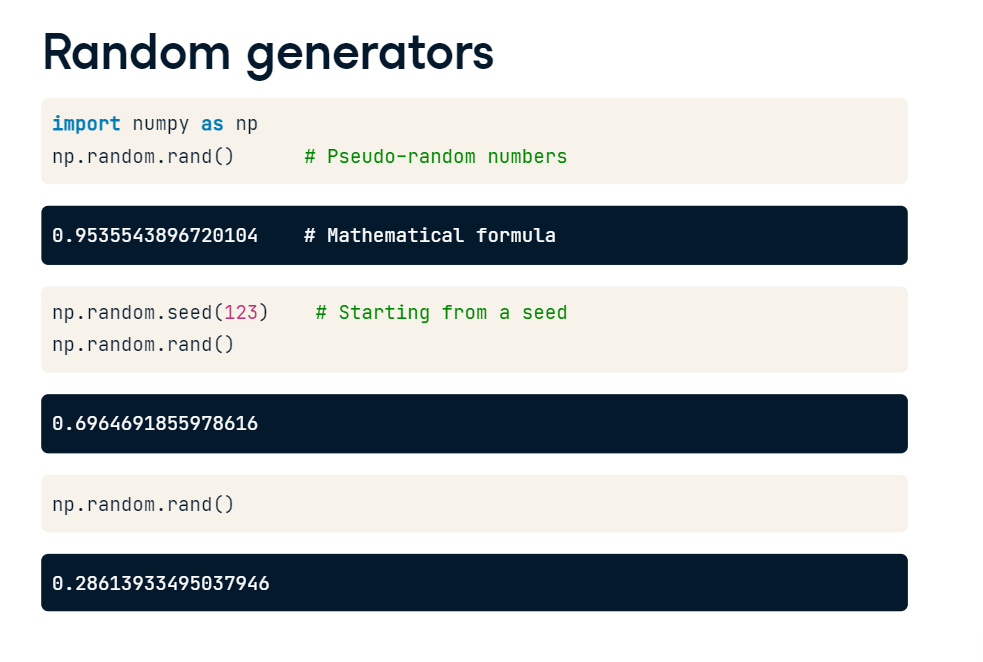 Random generators
import numpy as np
np.random.rand()      # Pseudo-random numbers
0.9535543896720104    # Mathematical formula
np.random.seed(123)    # Starting from a seed
np.random.rand()
0.6964691855978616
np.random.rand()
0.28613933495037946